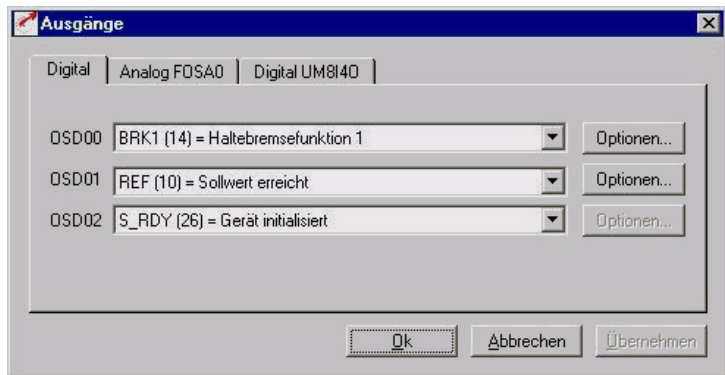 Ausgänge
Digital Analog FOSA0 Digital UM8I4O
OSD00 BRK1 (14) = Haltebremsefunktion 1 Optionen...
OSD01 REF (10) = Sollwert erreicht Optionen...
OSD02 S_RDY (26) = Gerät initialisiert Optionen...
Ok Abbrechen Übernehmen